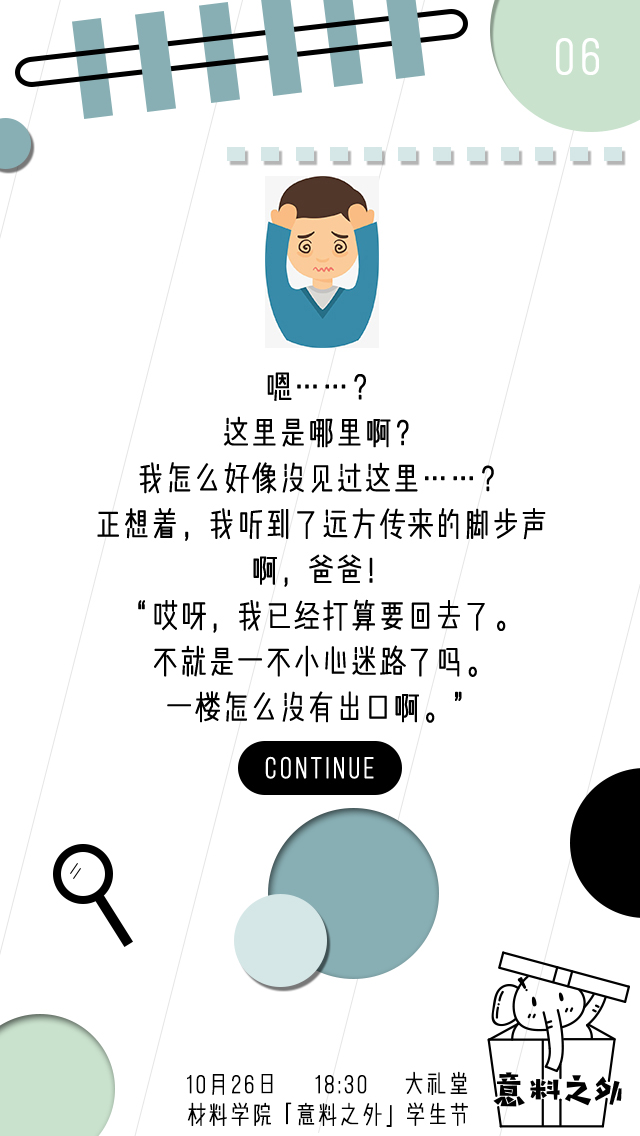 06
嗯……？
这里是哪里啊？
我怎么好像没见过这里……？
正想着，我听到了远方传来的脚步声
啊，爸爸！
“哎呀，我已经打算要回去了。
不就是一不小心迷路了吗。
一楼怎么没有出口啊。”
CONTINUE
10月26日 18:30 大礼堂
材料学院「意料之外」学生节
意料之外